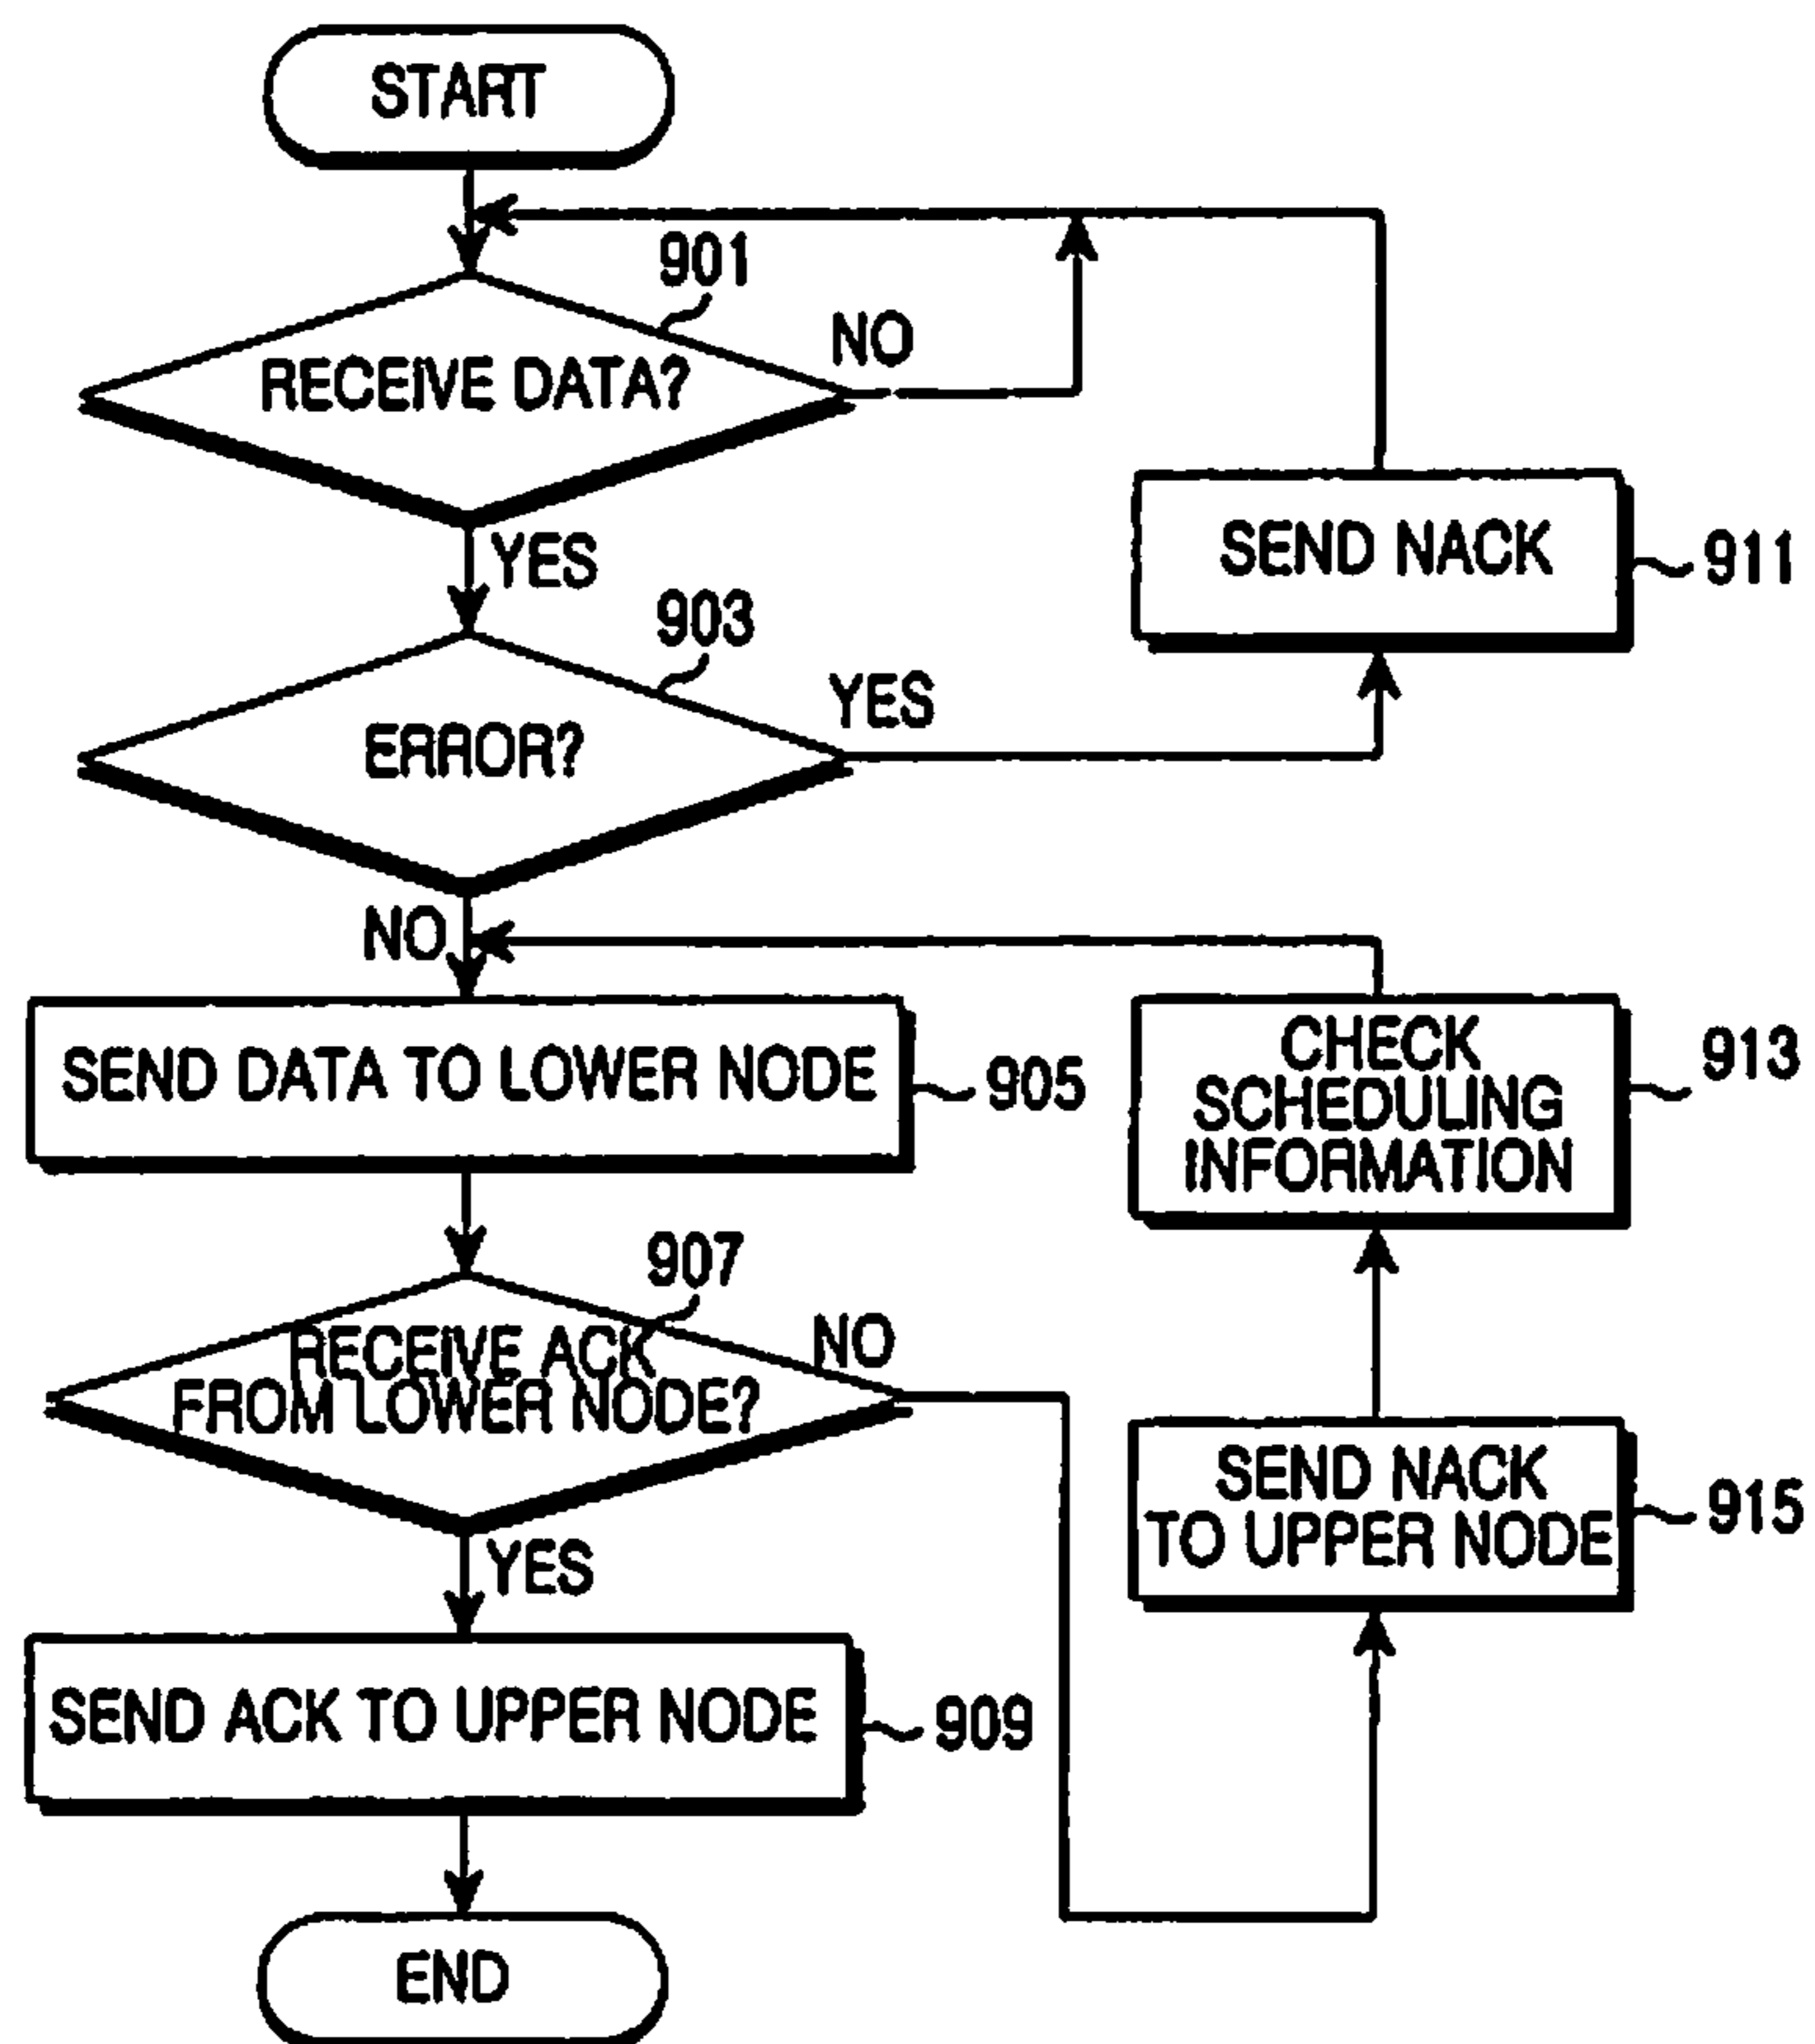 START
901
RECEIVE DATA?
NO
YES
SEND NACK
911
903
ERROR?
YES
NO
SEND DATA TO LOWER NODE
905
CHECK
SCHEDULING
INFORMATION
913
907
RECEIVE ACK
FROM LOWER NODE?
NO
YES
SEND NACK
TO UPPER NODE
915
SEND ACK TO UPPER NODE
909
END